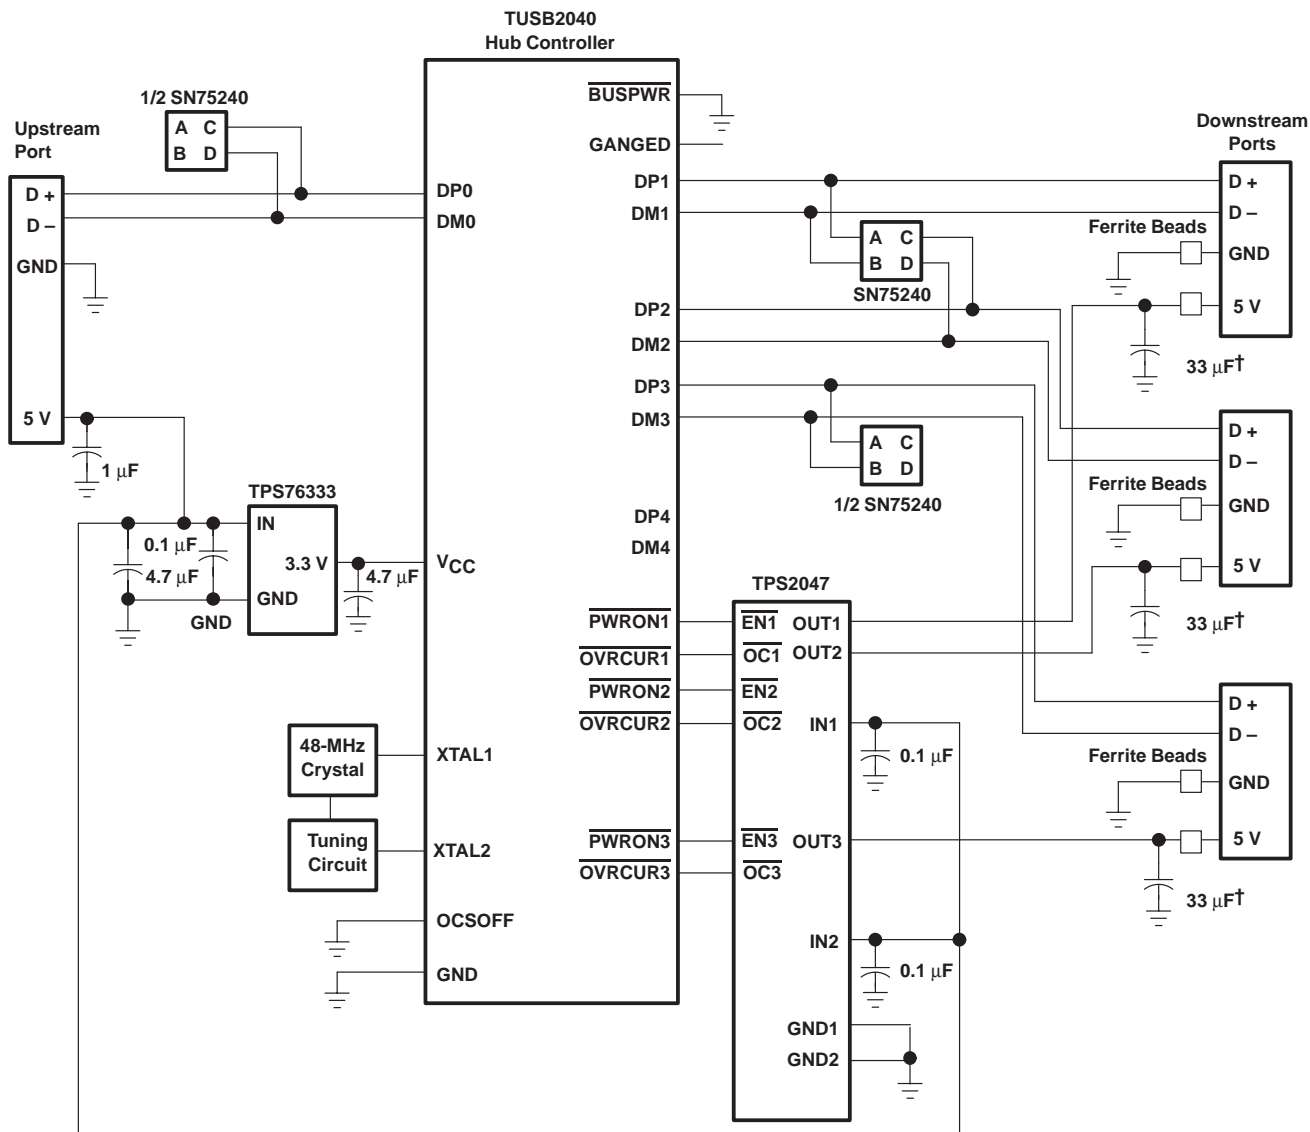 TUSB2040
Hub Controller
1/2 SN75240
A C
B D
Upstream
Port
D +
D –
GND
5 V
1 μF
TPS76333
IN
3.3 V
GND
0.1 μF
4.7 μF
GND
4.7 μF
48-MHz
Crystal
Tuning
Circuit
DP0
DM0
VCC
XTAL1
XTAL2
OCSOFF
GND
BUSPWR
GANGED
DP1
DM1
DP2
DM2
DP3
DM3
DP4
DM4
PWRON1
OVRCUR1
PWRON2
OVRCUR2
PWRON3
OVRCUR3
A C
B D
SN75240
A C
B D
1/2 SN75240
TPS2047
EN1 OUT1
OC1 OUT2
EN2
OC2 IN1
EN3 OUT3
OC3
IN2
GND1
GND2
0.1 μF
0.1 μF
Downstream
Ports
D +
D –
Ferrite Beads
GND
5 V
33 μF†
D +
D –
Ferrite Beads
GND
5 V
33 μF†
D +
D –
Ferrite Beads
GND
5 V
33 μF†